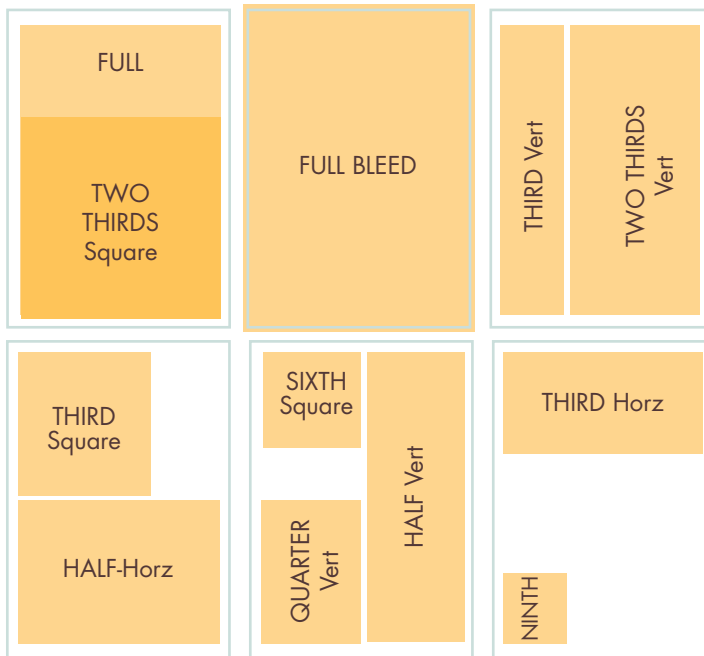 FULL
TWO
THIRDS
Square
FULL BLEED
THIRD Vert
TWO THIRDS
Vert
THIRD
Square
HALF-Horz
SIXTH
Square
QUARTER
Vert
HALF Vert
THIRD Horz
NINTH